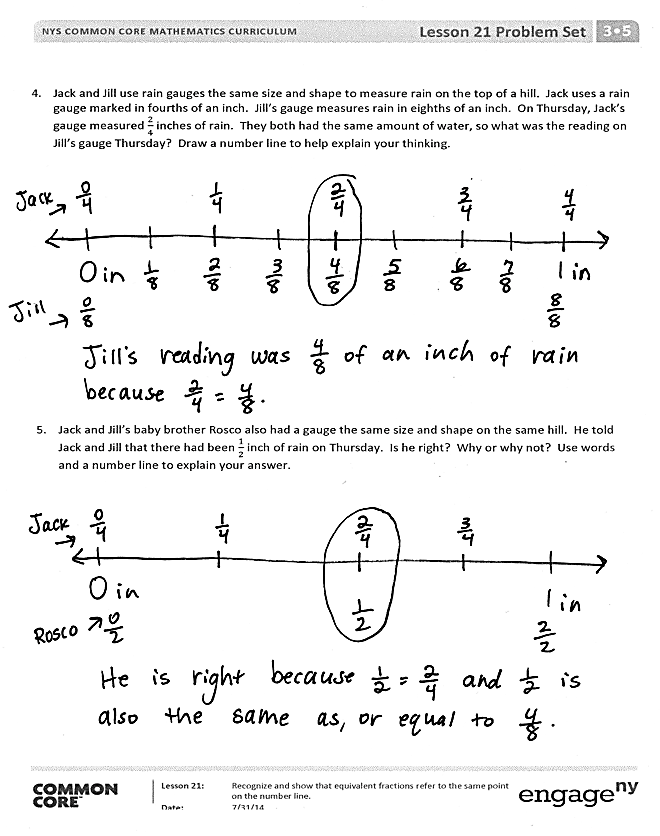 NYS COMMON CORE MATHEMATICS CURRICULUM Lesson 21 Problem Set 3•5
4. Jack and Jill use rain gauges the same size and shape to measure rain on the top of a hill. Jack uses a rain
gauge marked in fourths of an inch. Jill's gauge measures rain in eighths of an inch. On Thursday, Jack's
gauge measured 2/4 inches of rain. They both had the same amount of water, so what was the reading on
Jill's gauge Thursday? Draw a number line to help explain your thinking.
Jack → 0/4 1/4 2/4 3/4 4/4
0 in 1/8 2/8 3/8 4/8 5/8 6/8 7/8 1 in
Jill → 0/8 8/8
Jill's reading was 4/8 of an inch of rain
because 2/4 = 4/8.
5. Jack and Jill's baby brother Rosco also had a gauge the same size and shape on the same hill. He told
Jack and Jill that there had been 1/2 inch of rain on Thursday. Is he right? Why or why not? Use words
and a number line to explain your answer.
Jack → 0/4 1/4 2/4 3/4
0 in 1/2 1 in
Rosco ↗ 0/2 2/2
He is right because 1/2 = 2/4 and 1/2 is
also the same as, or equal to 4/8.
COMMON CORE™ Lesson 21: Recognize and show that equivalent fractions refer to the same point
on the number line. engage ny
Date: 7/31/14